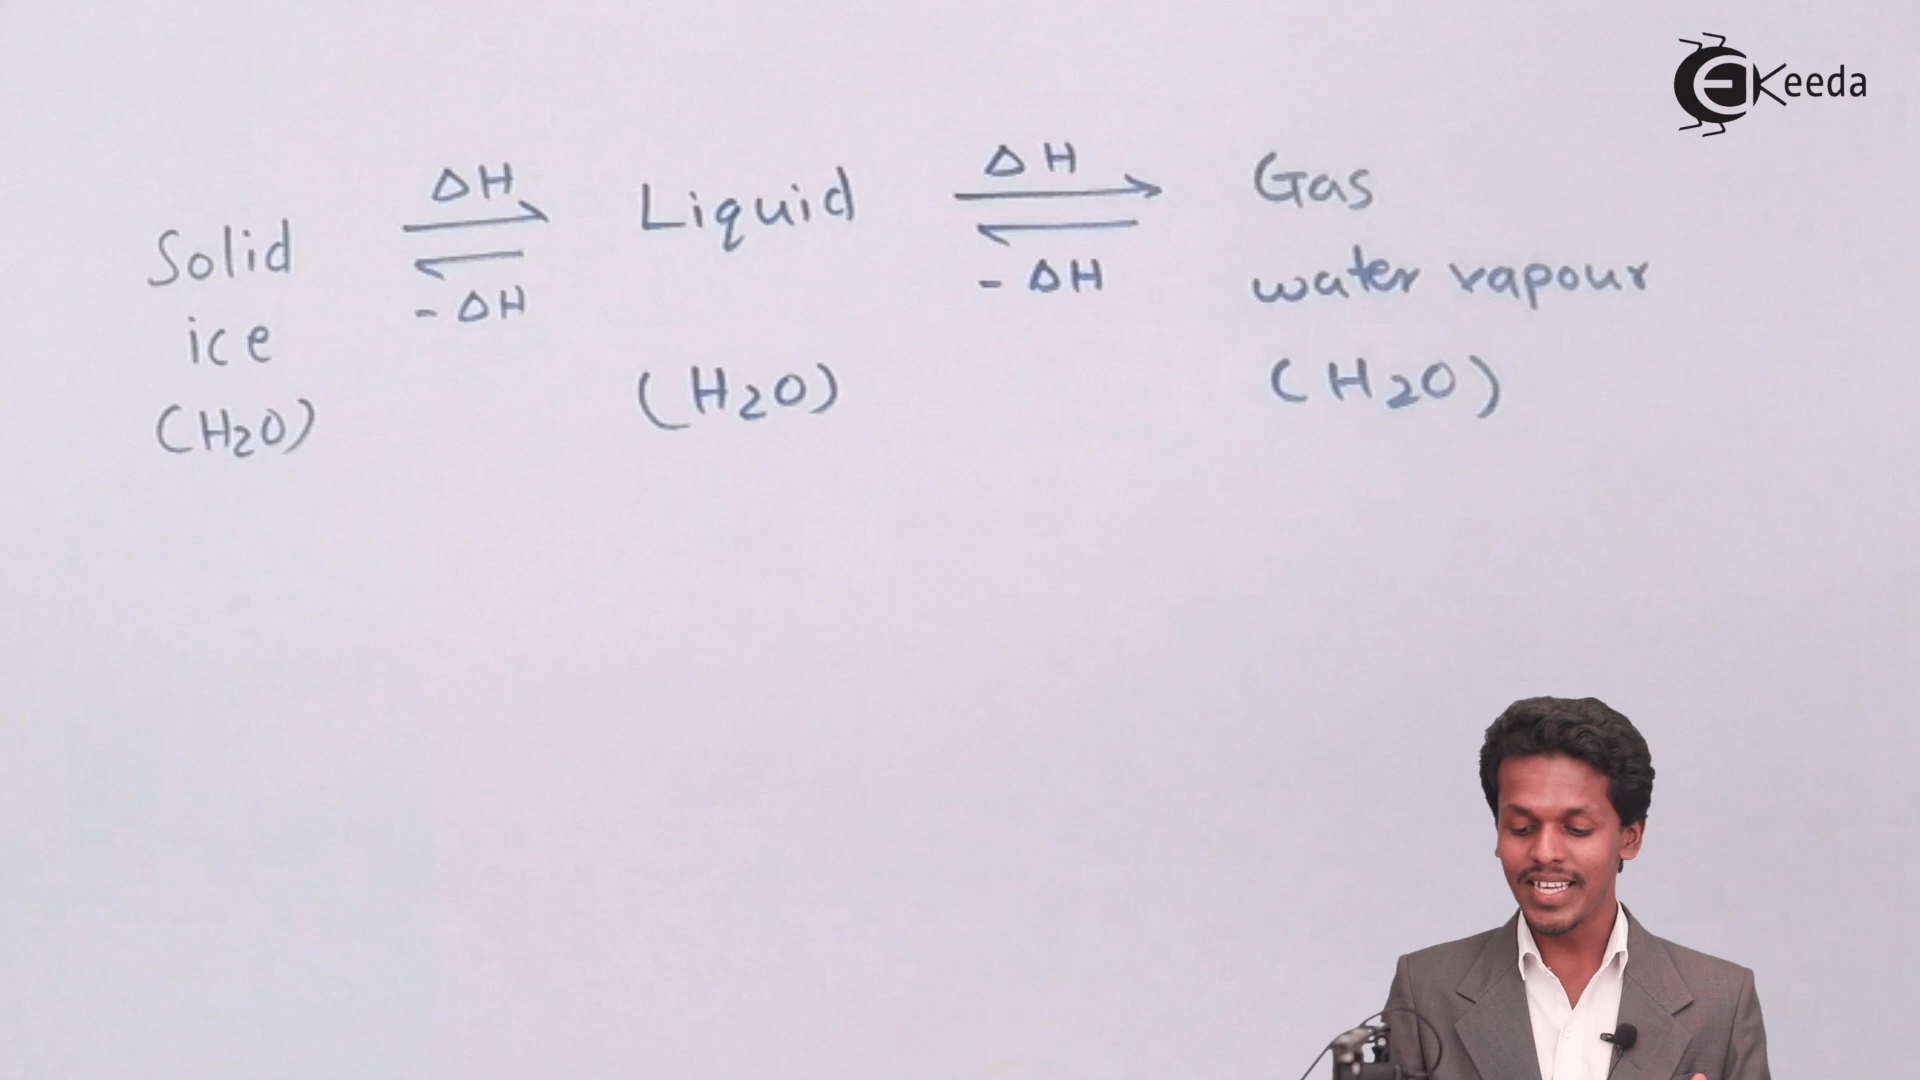 Keeda
ΔH
ΔH
Solid
Liquid
Gas
- ΔH
- ΔH
water vapour
ice
(H2O)
(H2O)
(H2O)